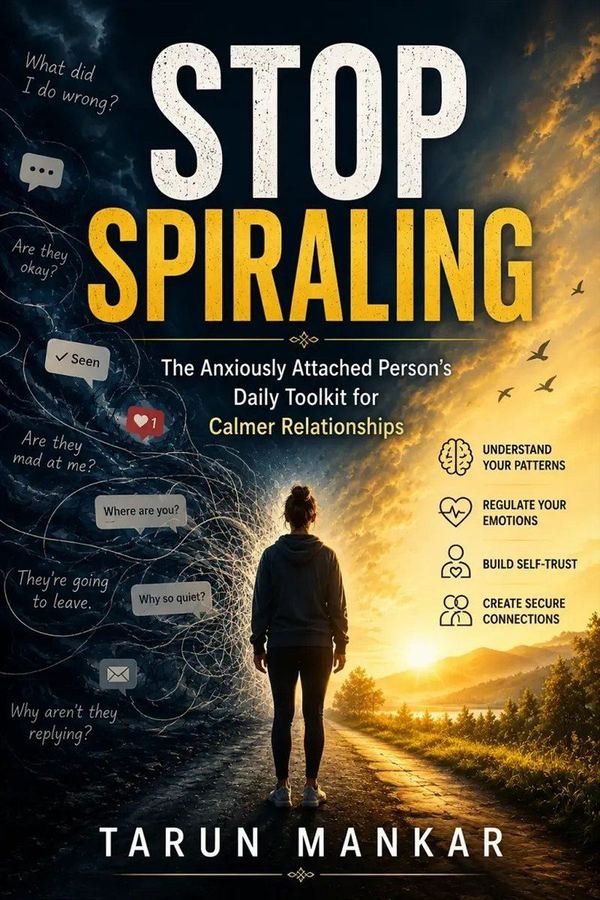 STOP
SPIRALING
The Anxiously Attached Person's
Daily Toolkit for
Calmer Relationships
What did
I do wrong?
Are they
okay?
✓ Seen
1
Are they
mad at me?
Where are you?
They're going
to leave.
Why so quiet?
Why aren't they
replying?
UNDERSTAND
YOUR PATTERNS
REGULATE YOUR
EMOTIONS
BUILD SELF-TRUST
CREATE SECURE
CONNECTIONS
TARUN MANKAR